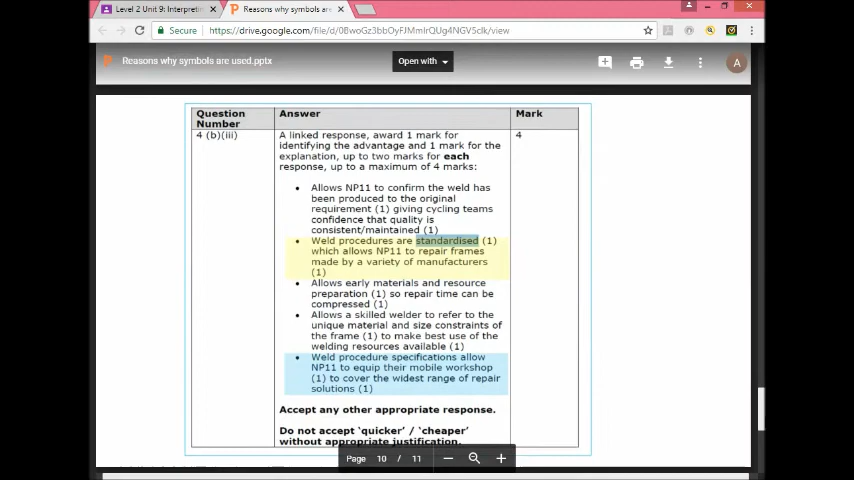 Level 2 Unit 9: Interpretin
Reasons why symbols are
Secure
https://drive.google.com/file/d/0BwoGz3bbOyFJMmIrQUg4NGV5clk/view
Reasons why symbols are used.pptx
Open with
A
Question Number
Answer
Mark
4 (b)(iii)
A linked response, award 1 mark for
4
identifying the advantage and 1 mark for the
explanation, up to two marks for each
response, up to a maximum of 4 marks:
• Allows NP11 to confirm the weld has
been produced to the original
requirement (1) giving cycling teams
confidence that quality is
consistent/maintained (1)
• Weld procedures are standardised (1)
which allows NP11 to repair frames
made by a variety of manufacturers
(1)
• Allows early materials and resource
preparation (1) so repair time can be
compressed (1)
• Allows a skilled welder to refer to the
unique material and size constraints of
the frame (1) to make best use of the
welding resources available (1)
• Weld procedure specifications allow
NP11 to equip their mobile workshop
(1) to cover the widest range of repair
solutions (1)
Accept any other appropriate response.
Do not accept 'quicker' / 'cheaper'
without appropriate justification.
Page 10 / 11